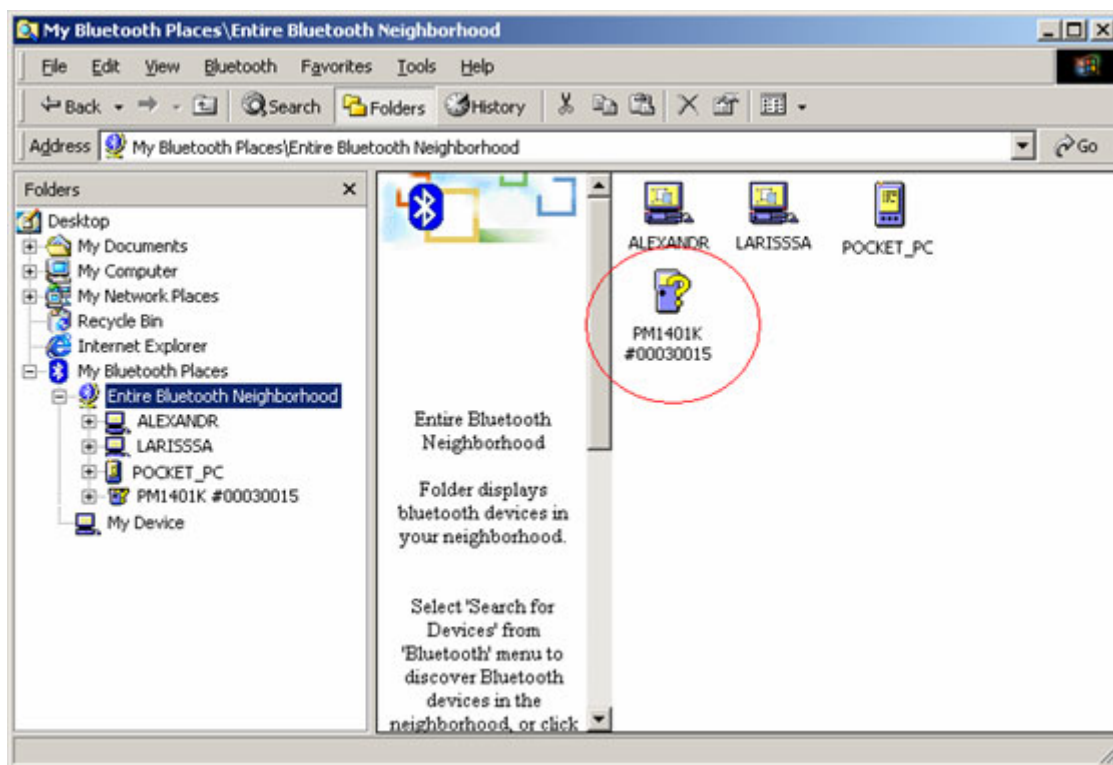 My Bluetooth Places\Entire Bluetooth Neighborhood
File Edit View Bluetooth Favorites Tools Help
Back Search Folders History
Address My Bluetooth Places\Entire Bluetooth Neighborhood Go
Folders
Desktop
My Documents
My Computer
My Network Places
Recycle Bin
Internet Explorer
My Bluetooth Places
Entire Bluetooth Neighborhood
ALEXANDR
LARISSSA
POCKET_PC
PM1401K #00030015
My Device
Entire Bluetooth
Neighborhood
Folder displays
bluetooth devices in
your neighborhood.
Select 'Search for
Devices' from
'Bluetooth' menu to
discover Bluetooth
devices in the
neighborhood, or click
ALEXANDR LARISSSA POCKET_PC
PM1401K
#00030015